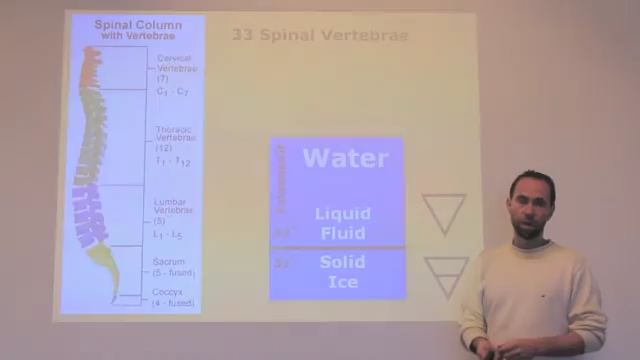 Spinal Column
with Vertebrae
Cervical
Vertebrae
(7)
C1 - C7
Thoracic
Vertebrae
(12)
T1 - T12
Lumbar
Vertebrae
(5)
L1 - L5
Sacrum
(5 - fused)
Coccyx
(4 - fused)
33 Spinal Vertebrae
Water
Liquid
Fluid
Solid
Ice